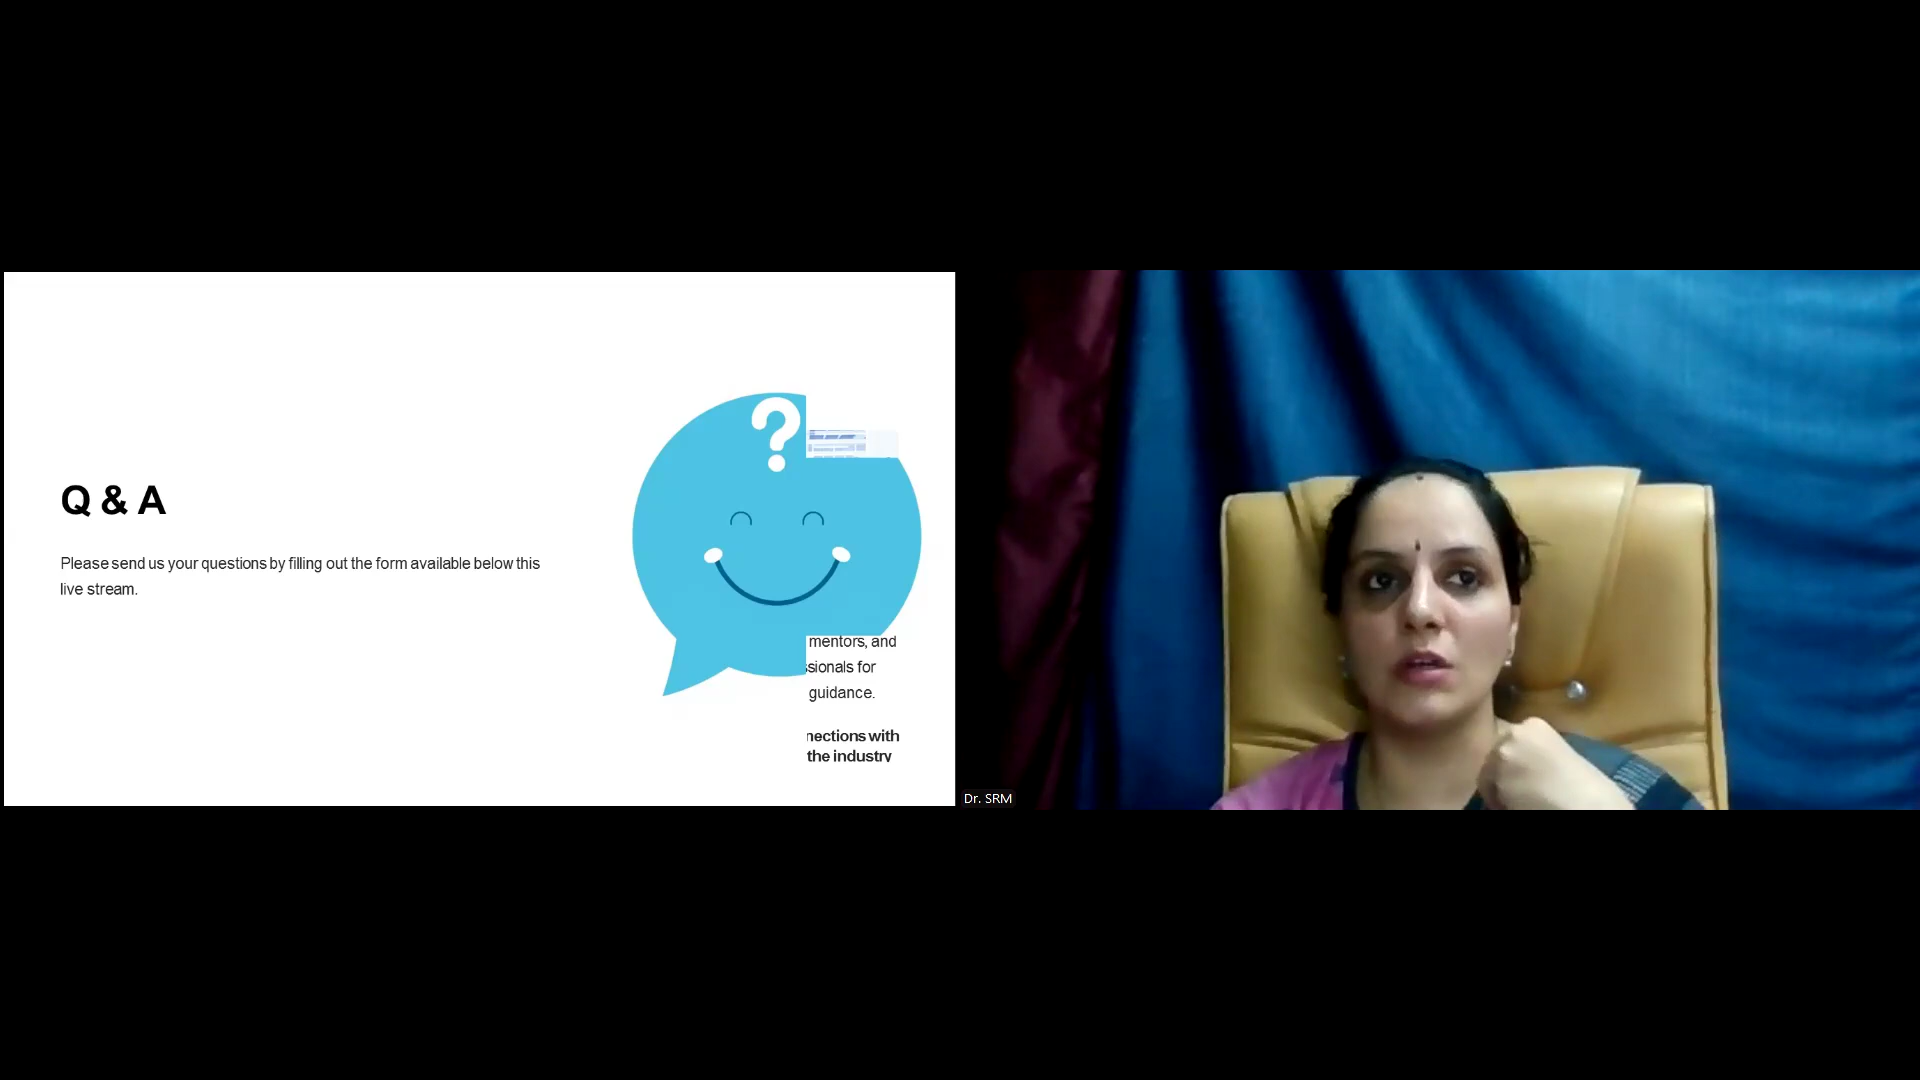 ?
Q & A
Please send us your questions by filling out the form available below this
live stream.
mentors, and
ssionals for
guidance.
nections with
the industry
Dr. SRM